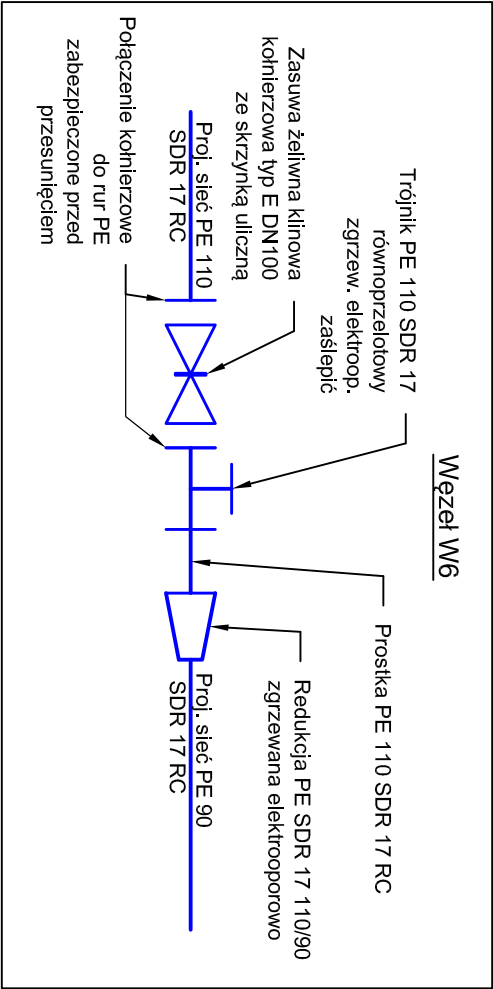 Węzeł W6
Trójnik PE 110 SDR 17
równoprzelotowy
zgrzew. elektroop.
zaślepić
Prostka PE 110 SDR 17 RC
Zasuwa żeliwna klinowa
kołnierzowa typ E DN100
ze skrzynką uliczną
Redukcja PE SDR 17 110/90
zgrzewana elektrooporowo
Proj. sieć PE 110
SDR 17 RC
Proj. sieć PE 90
SDR 17 RC
Połączenie kołnierzowe
do rur PE
zabezpieczone przed
przesunięciem